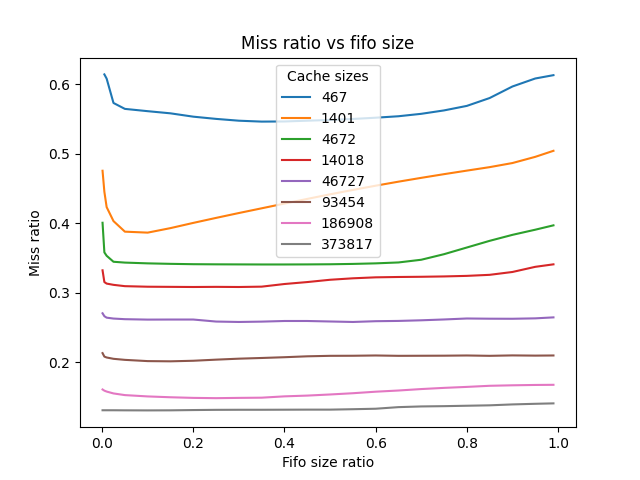 Miss ratio vs fifo size
Cache sizes
467
1401
4672
14018
46727
93454
186908
373817
0.6
0.5
0.4
0.3
0.2
Miss ratio
0.0 0.2 0.4 0.6 0.8 1.0
Fifo size ratio